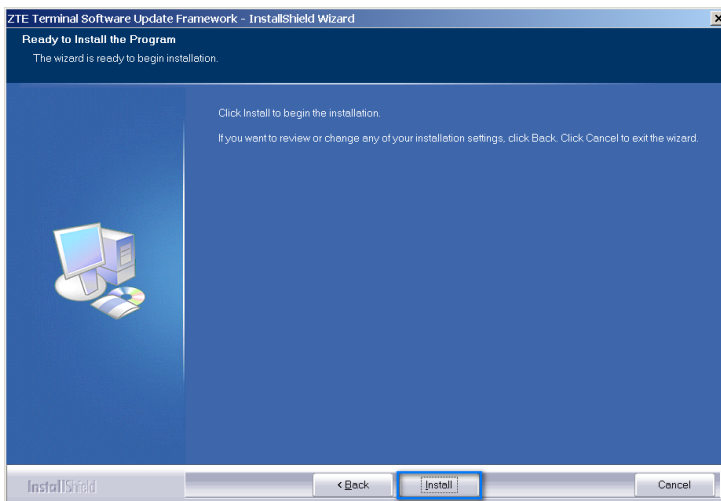 ZTE Terminal Software Update Framework - InstallShield Wizard
Ready to Install the Program
The wizard is ready to begin installation.
Click Install to begin the installation.
If you want to review or change any of your installation settings, click Back. Click Cancel to exit the wizard.
InstallShield
< Back
Install
Cancel